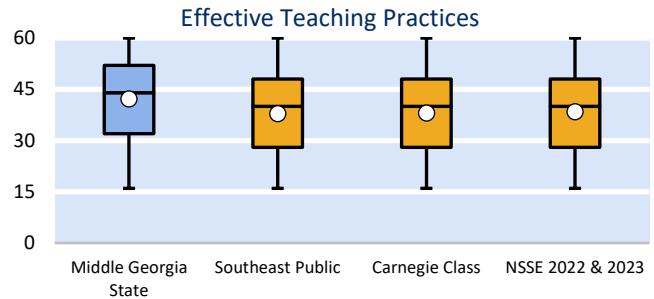 Effective Teaching Practices
60
45
30
15
0
Middle Georgia
State
Southeast Public
Carnegie Class
NSSE 2022 & 2023